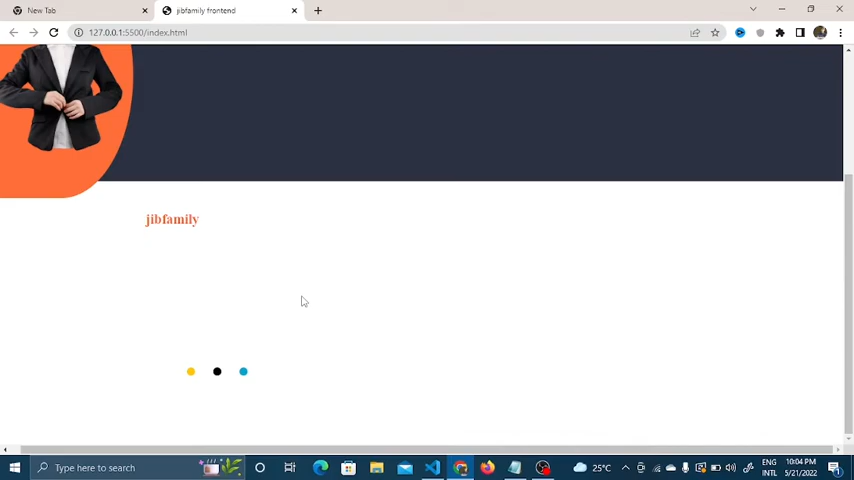 New Tab
jibfamily frontend
127.0.0.1:5500/index.html
jibfamily
Type here to search
25°C
ENG
INTL
10:04 PM
5/21/2022